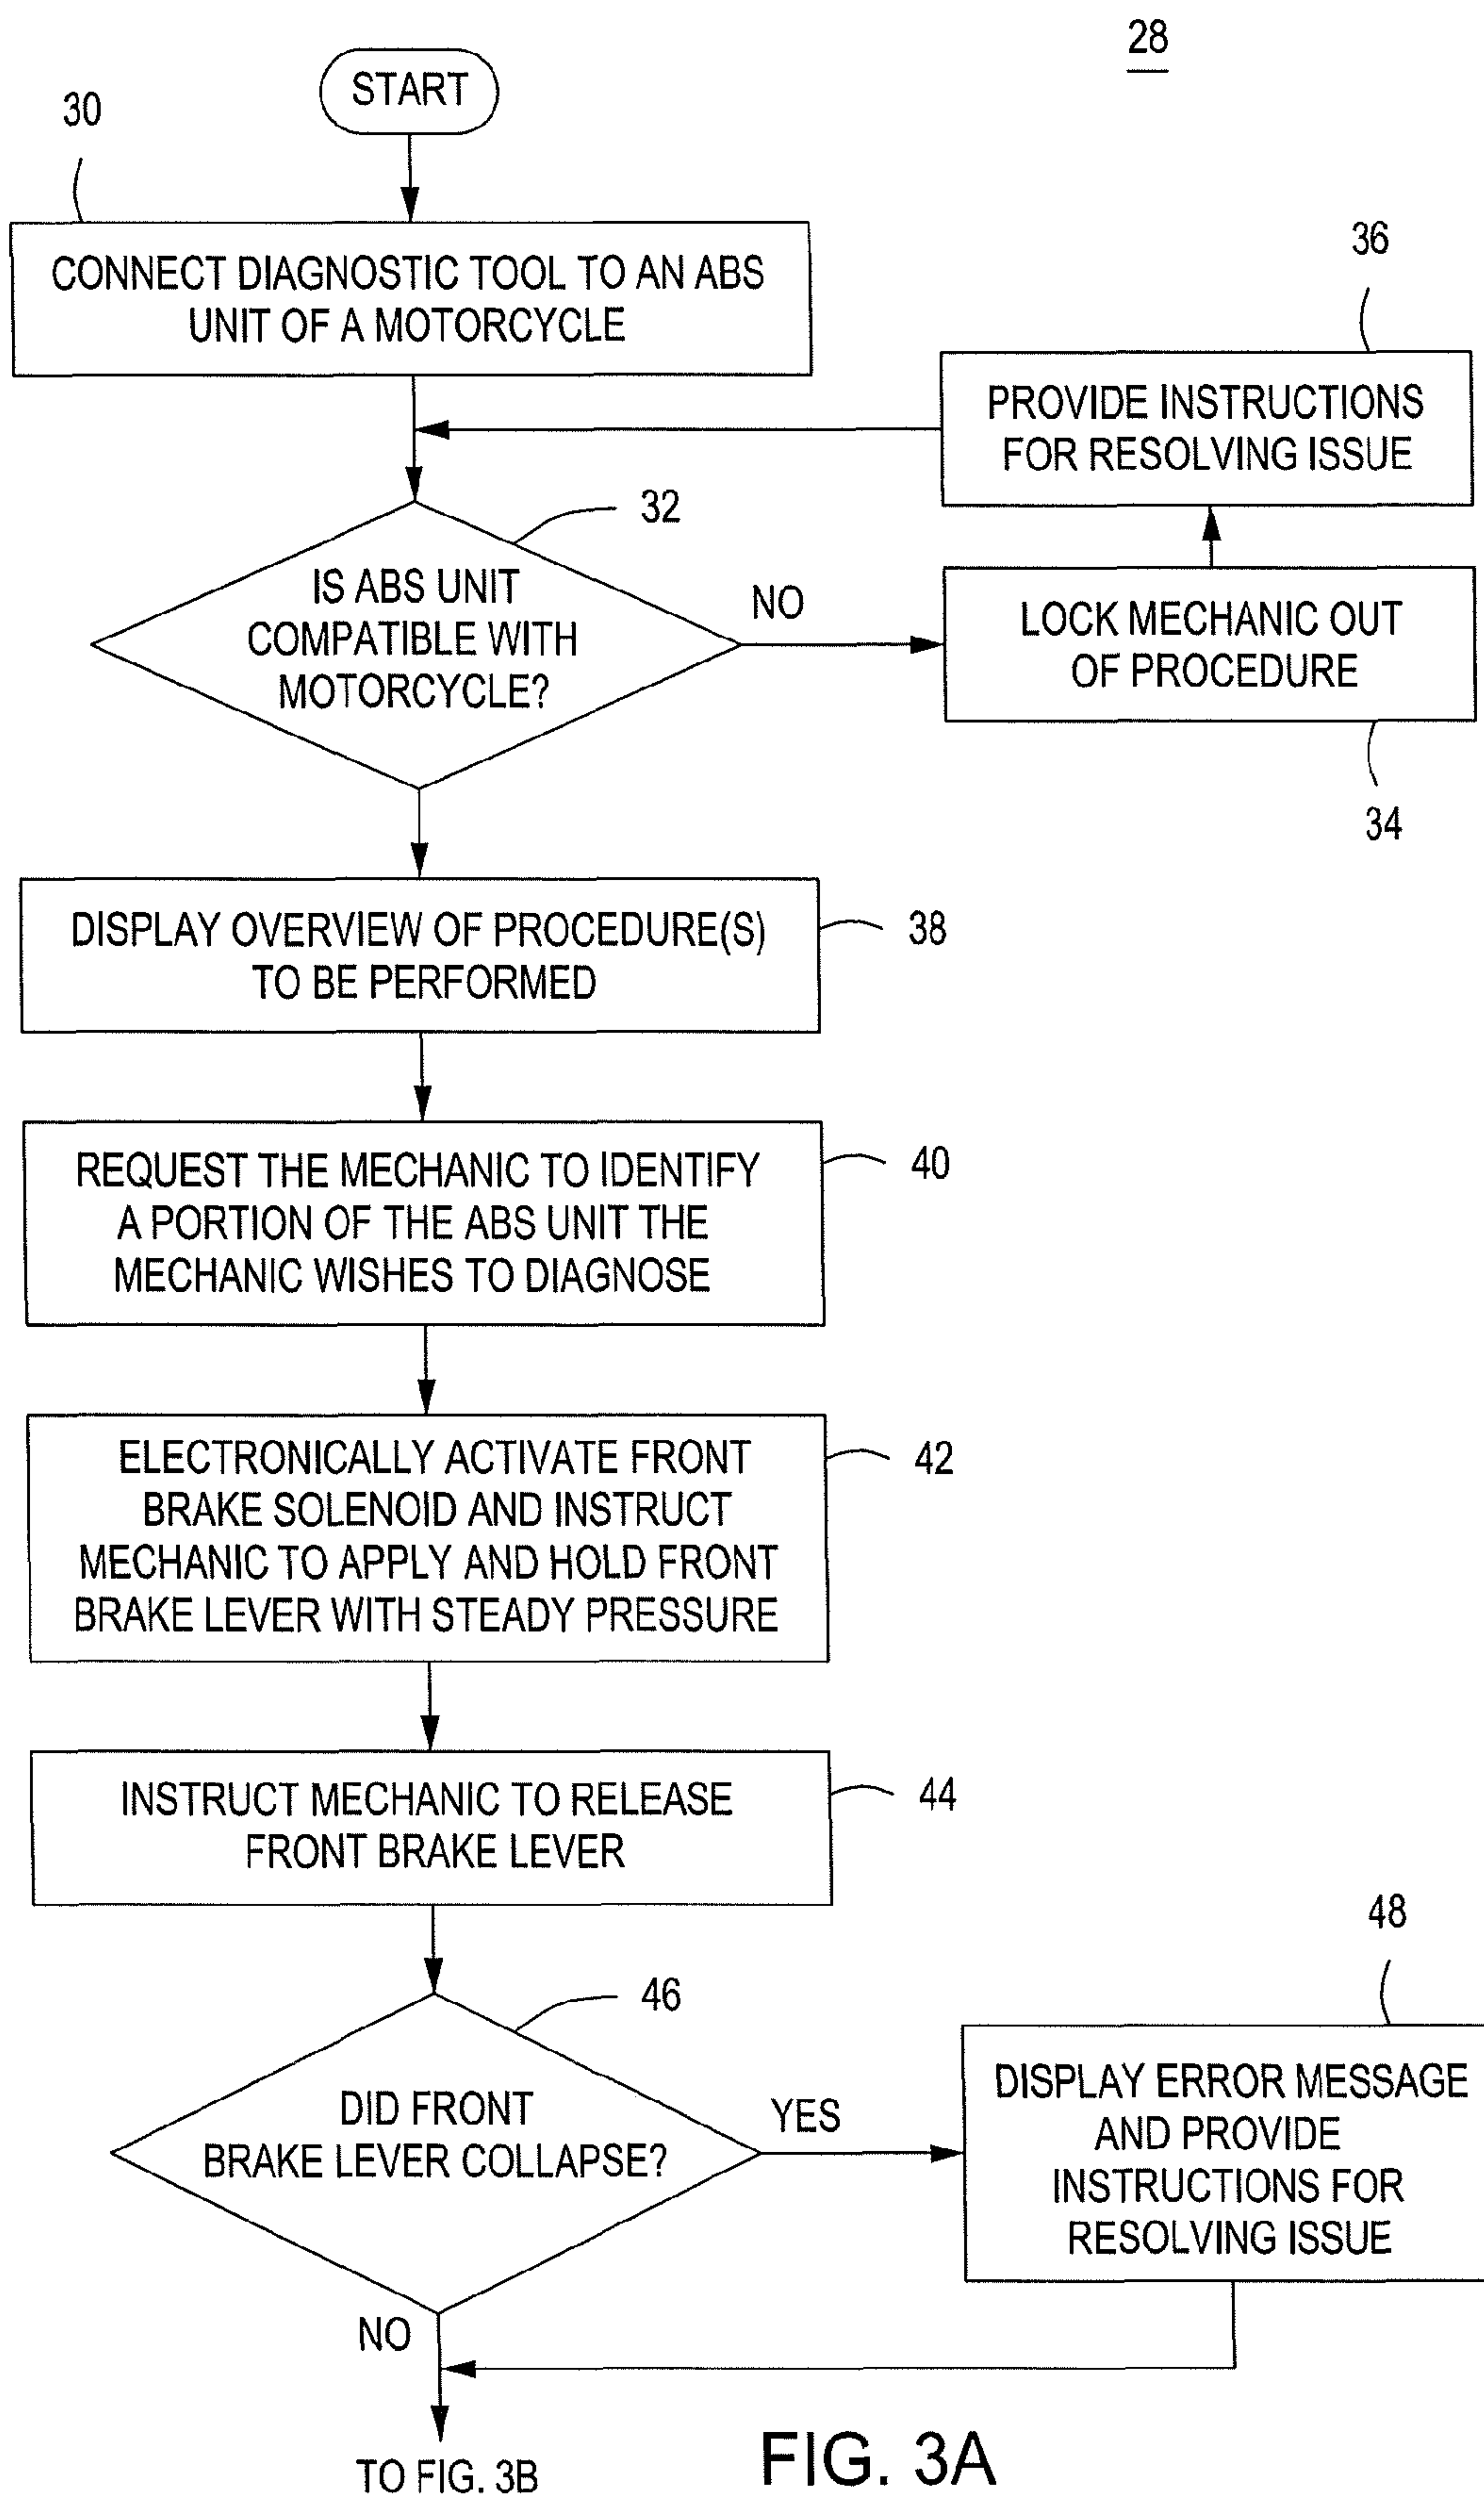 28
START
30
CONNECT DIAGNOSTIC TOOL TO AN ABS
UNIT OF A MOTORCYCLE
36
PROVIDE INSTRUCTIONS
FOR RESOLVING ISSUE
32
IS ABS UNIT
COMPATIBLE WITH
MOTORCYCLE?
NO
LOCK MECHANIC OUT
OF PROCEDURE
34
DISPLAY OVERVIEW OF PROCEDURE(S)
TO BE PERFORMED
38
REQUEST THE MECHANIC TO IDENTIFY
A PORTION OF THE ABS UNIT THE
MECHANIC WISHES TO DIAGNOSE
40
ELECTRONICALLY ACTIVATE FRONT
BRAKE SOLENOID AND INSTRUCT
MECHANIC TO APPLY AND HOLD FRONT
BRAKE LEVER WITH STEADY PRESSURE
42
INSTRUCT MECHANIC TO RELEASE
FRONT BRAKE LEVER
44
46
DID FRONT
BRAKE LEVER COLLAPSE?
YES
48
DISPLAY ERROR MESSAGE
AND PROVIDE
INSTRUCTIONS FOR
RESOLVING ISSUE
NO
TO FIG. 3B
FIG. 3A